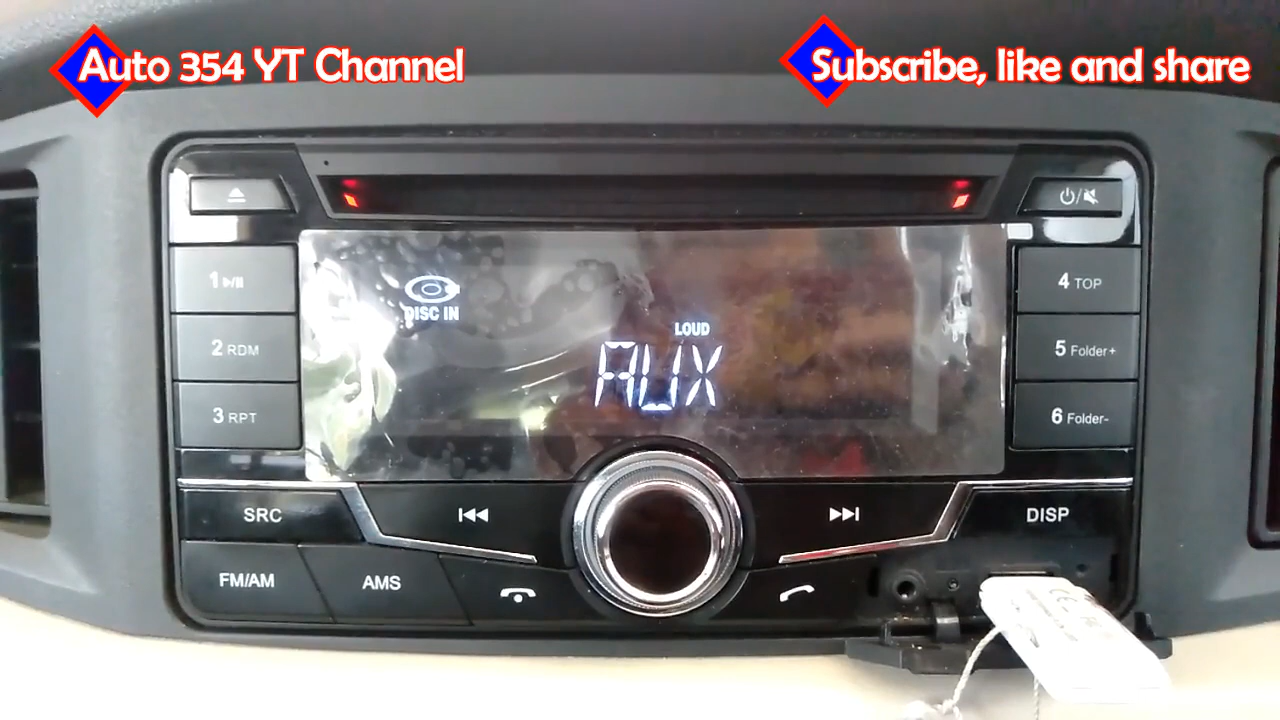 Auto 354 YT Channel
Subscribe, like and share
1
4 TOP
DISC IN
2 RDM
LOUD
5 Folder+
AUX
3 RPT
6 Folder-
SRC
DISP
FM/AM
AMS